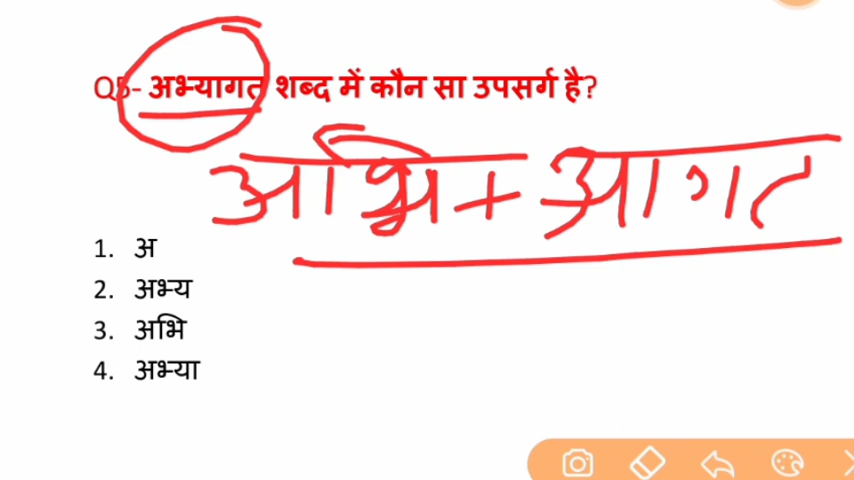 Q5- अभ्यागत शब्द में कौन सा उपसर्ग है?
अभि + आगत
1. अ
2. अभ्य
3. अभि
4. अभ्या